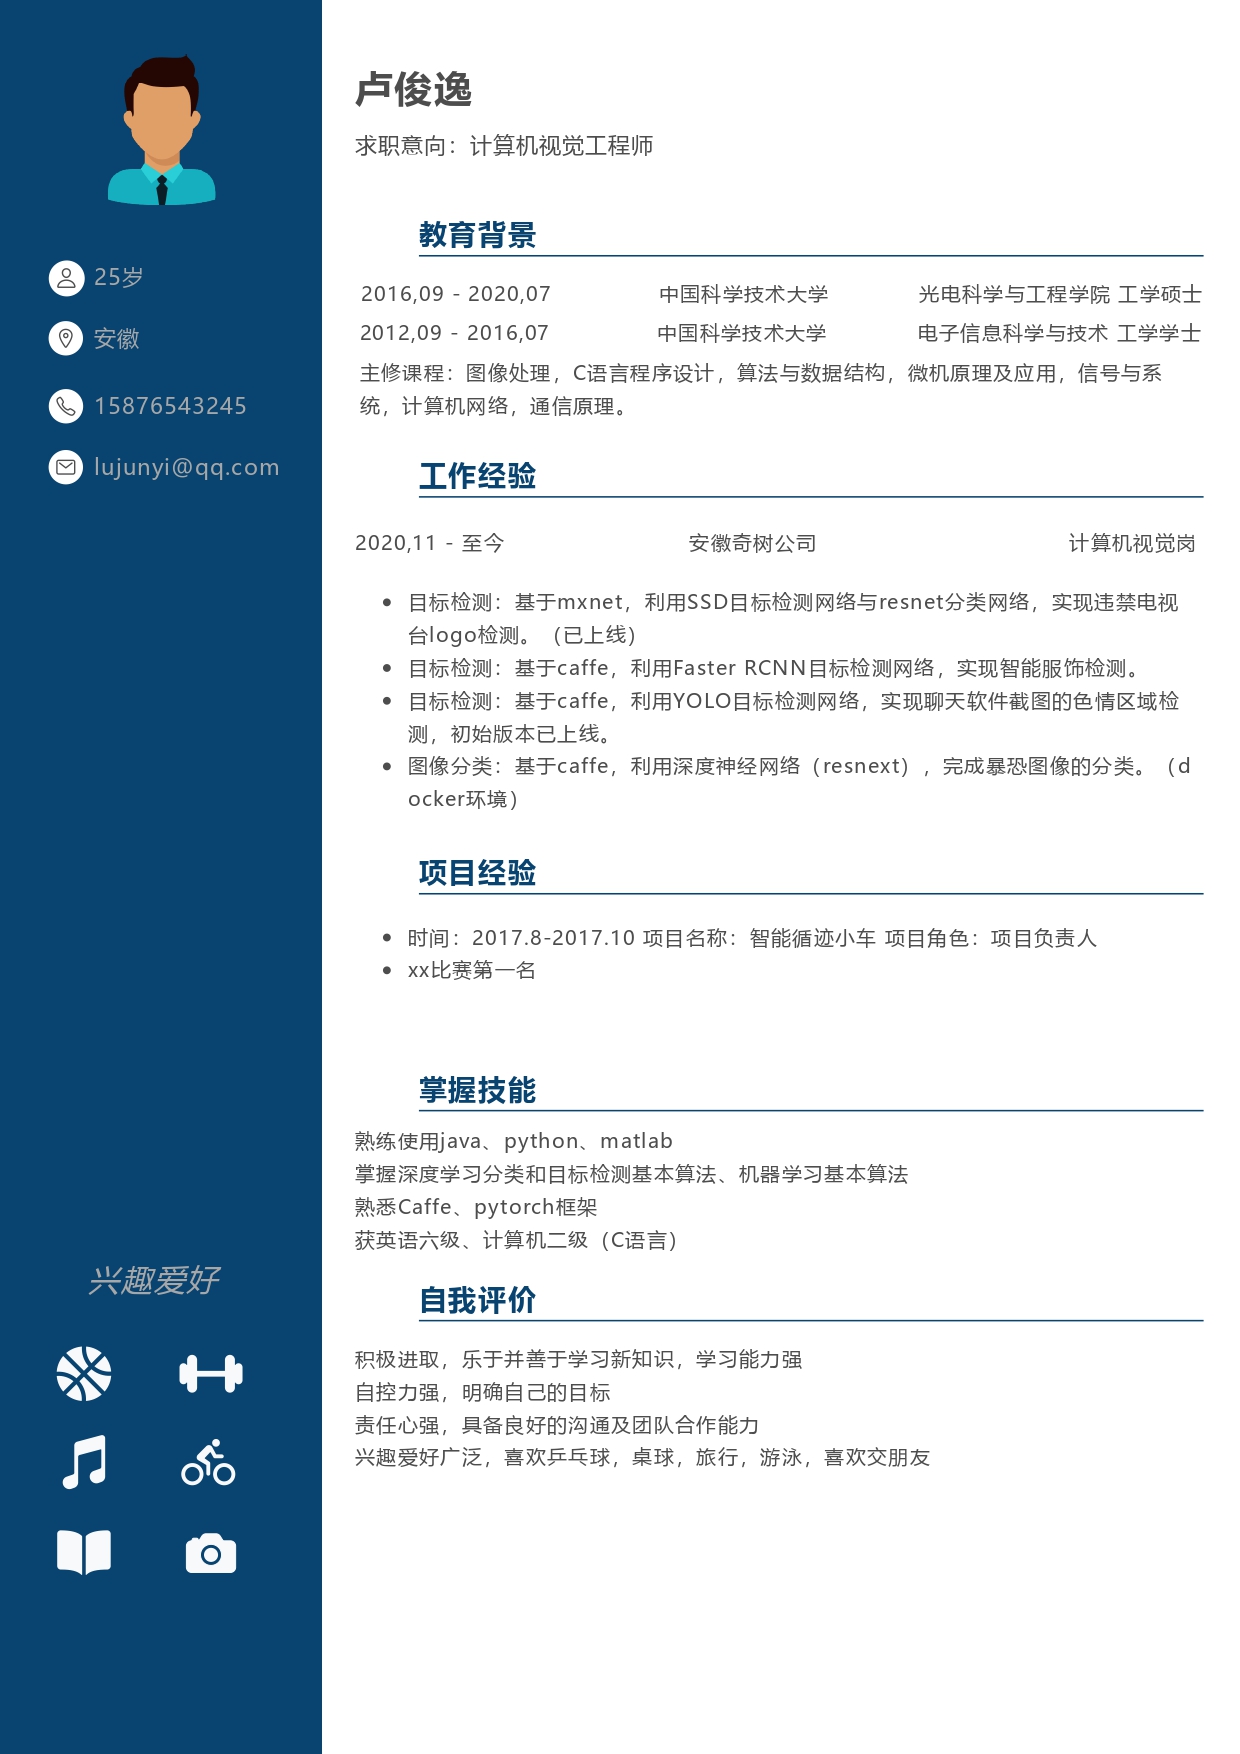 卢俊逸
求职意向：计算机视觉工程师
25岁
安徽
15876543245
lujunyi@qq.com
教育背景
2016,09 - 2020,07 中国科学技术大学 光电科学与工程学院 工学硕士
2012,09 - 2016,07 中国科学技术大学 电子信息科学与技术 工学学士
主修课程：图像处理，C语言程序设计，算法与数据结构，微机原理及应用，信号与系
统，计算机网络，通信原理。
工作经验
2020,11 - 至今 安徽奇树公司 计算机视觉岗
• 目标检测：基于mxnet，利用SSD目标检测网络与resnet分类网络，实现违禁电视
台logo检测。（已上线）
• 目标检测：基于caffe，利用Faster RCNN目标检测网络，实现智能服饰检测。
• 目标检测：基于caffe，利用YOLO目标检测网络，实现聊天软件截图的色情区域检
测，初始版本已上线。
• 图像分类：基于caffe，利用深度神经网络（resnext），完成暴恐图像的分类。（d
ocker环境）
项目经验
• 时间：2017.8-2017.10 项目名称：智能循迹小车 项目角色：项目负责人
• xx比赛第一名
掌握技能
熟练使用java、python、matlab
掌握深度学习分类和目标检测基本算法、机器学习基本算法
熟悉Caffe、pytorch框架
获英语六级、计算机二级（C语言）
兴趣爱好
自我评价
积极进取，乐于并善于学习新知识，学习能力强
自控力强，明确自己的目标
责任心强，具备良好的沟通及团队合作能力
兴趣爱好广泛，喜欢乒乓球，桌球，旅行，游泳，喜欢交朋友